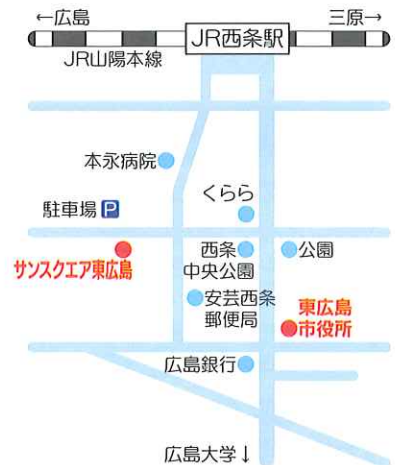 ←広島
三原→
JR西条駅
JR山陽本線
本永病院
くらら
駐車場 P
サンスクエア東広島
西条
中央公園
公園
安芸西条
郵便局
東広島
市役所
広島銀行
広島大学↓